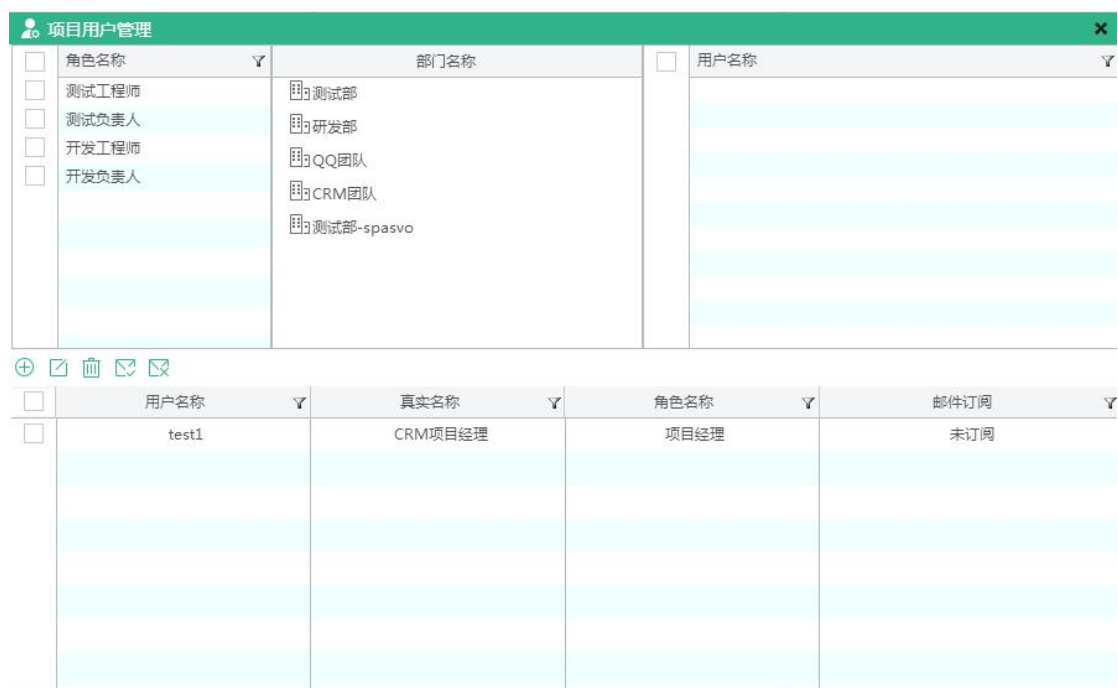 项目用户管理
角色名称 部门名称 用户名称
测试工程师
测试负责人
开发工程师
开发负责人
测试部
研发部
QQ团队
CRM团队
测试部-spasvo
用户名称 真实名称 角色名称 邮件订阅
test1 CRM项目经理 项目经理 未订阅